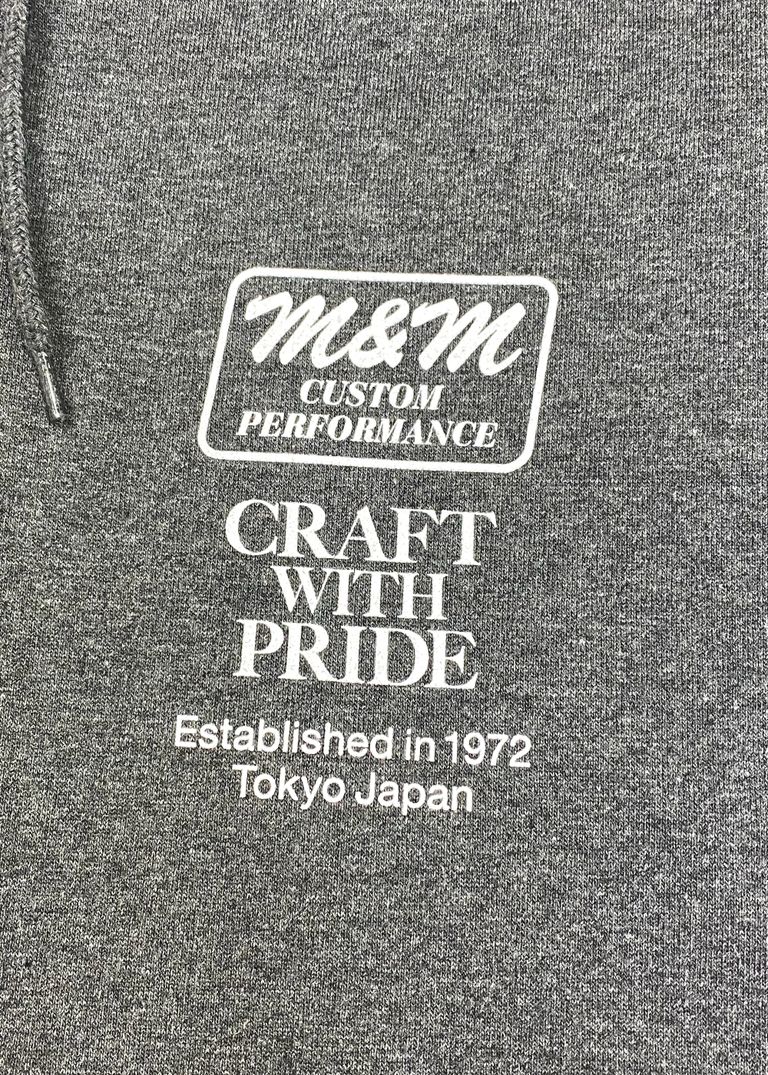 M&M
CUSTOM
PERFORMANCE
CRAFT
WITH
PRIDE
Established in 1972
Tokyo Japan